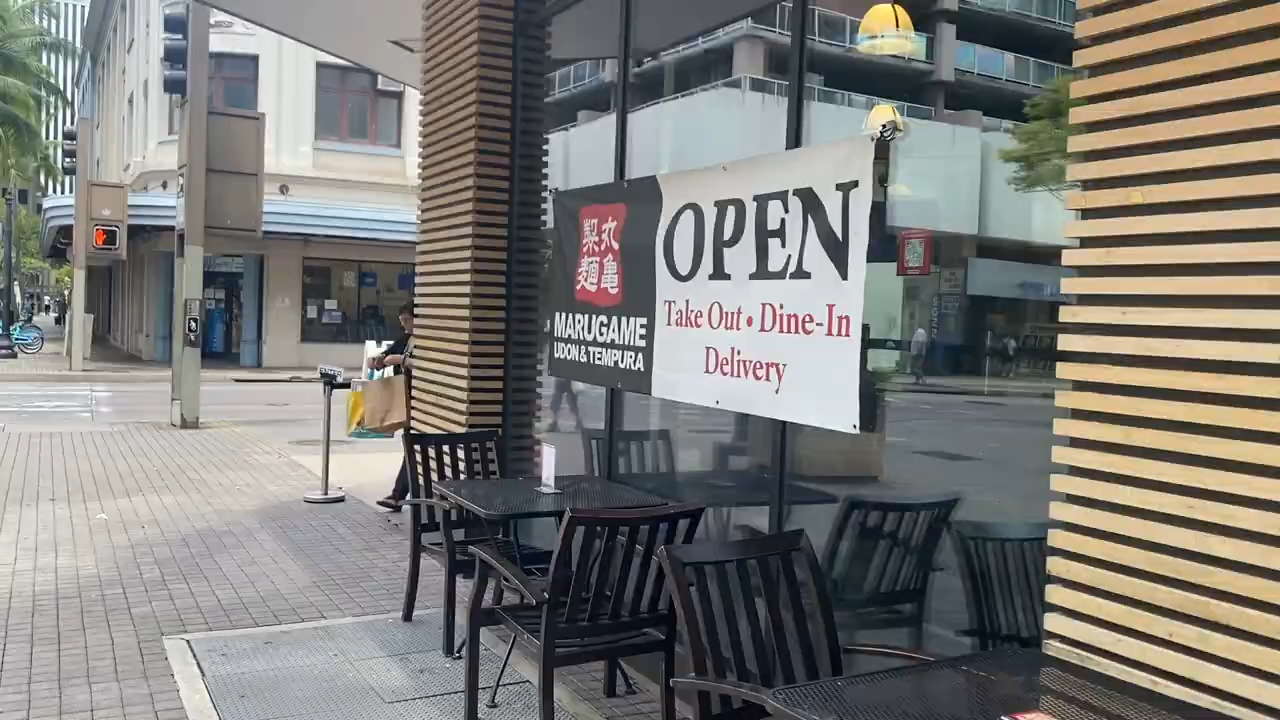 丸亀
製麺
MARUGAME
UDON & TEMPURA
OPEN
Take Out • Dine-In
Delivery